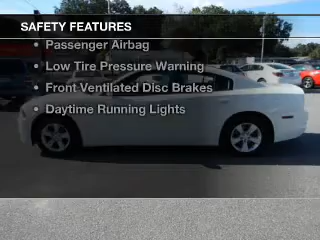 SAFETY FEATURES
• Passenger Airbag
• Low Tire Pressure Warning
• Front Ventilated Disc Brakes
• Daytime Running Lights